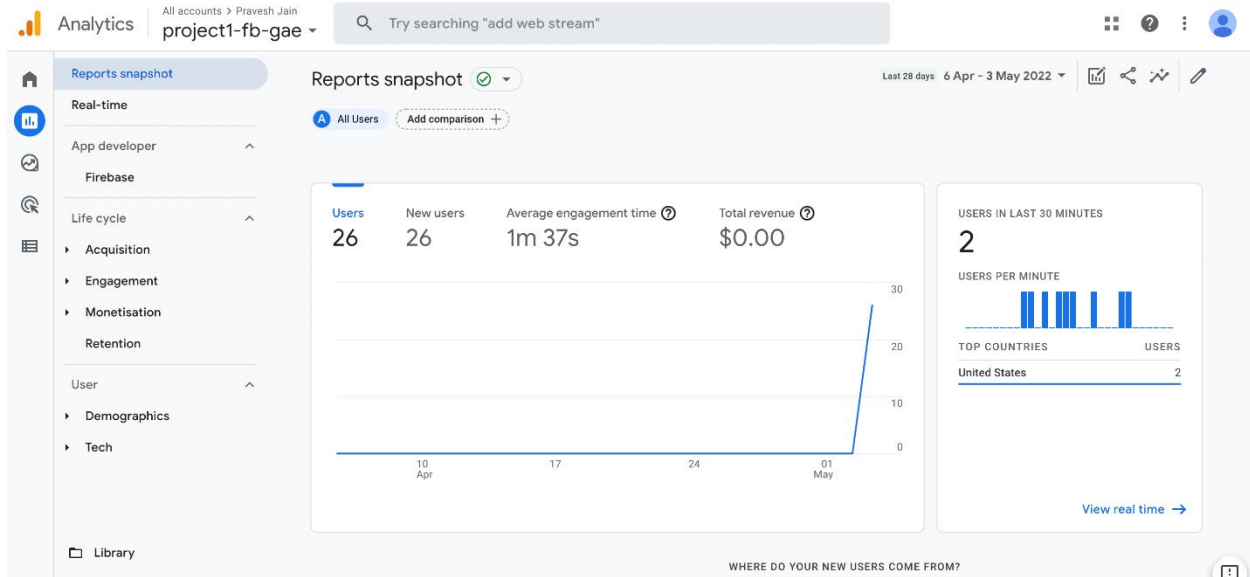 Analytics
All accounts > Pravesh Jain
project1-fb-gae
Try searching "add web stream"
Reports snapshot
Real-time
App developer
Firebase
Life cycle
Acquisition
Engagement
Monetisation
Retention
User
Demographics
Tech
Library
Reports snapshot
Last 28 days 6 Apr - 3 May 2022
A All Users
Add comparison +
Users
26
New users
26
Average engagement time
1m 37s
Total revenue
$0.00
30
20
10
0
10
Apr
17
24
01
May
USERS IN LAST 30 MINUTES
2
USERS PER MINUTE
TOP COUNTRIES USERS
United States 2
View real time
WHERE DO YOUR NEW USERS COME FROM?